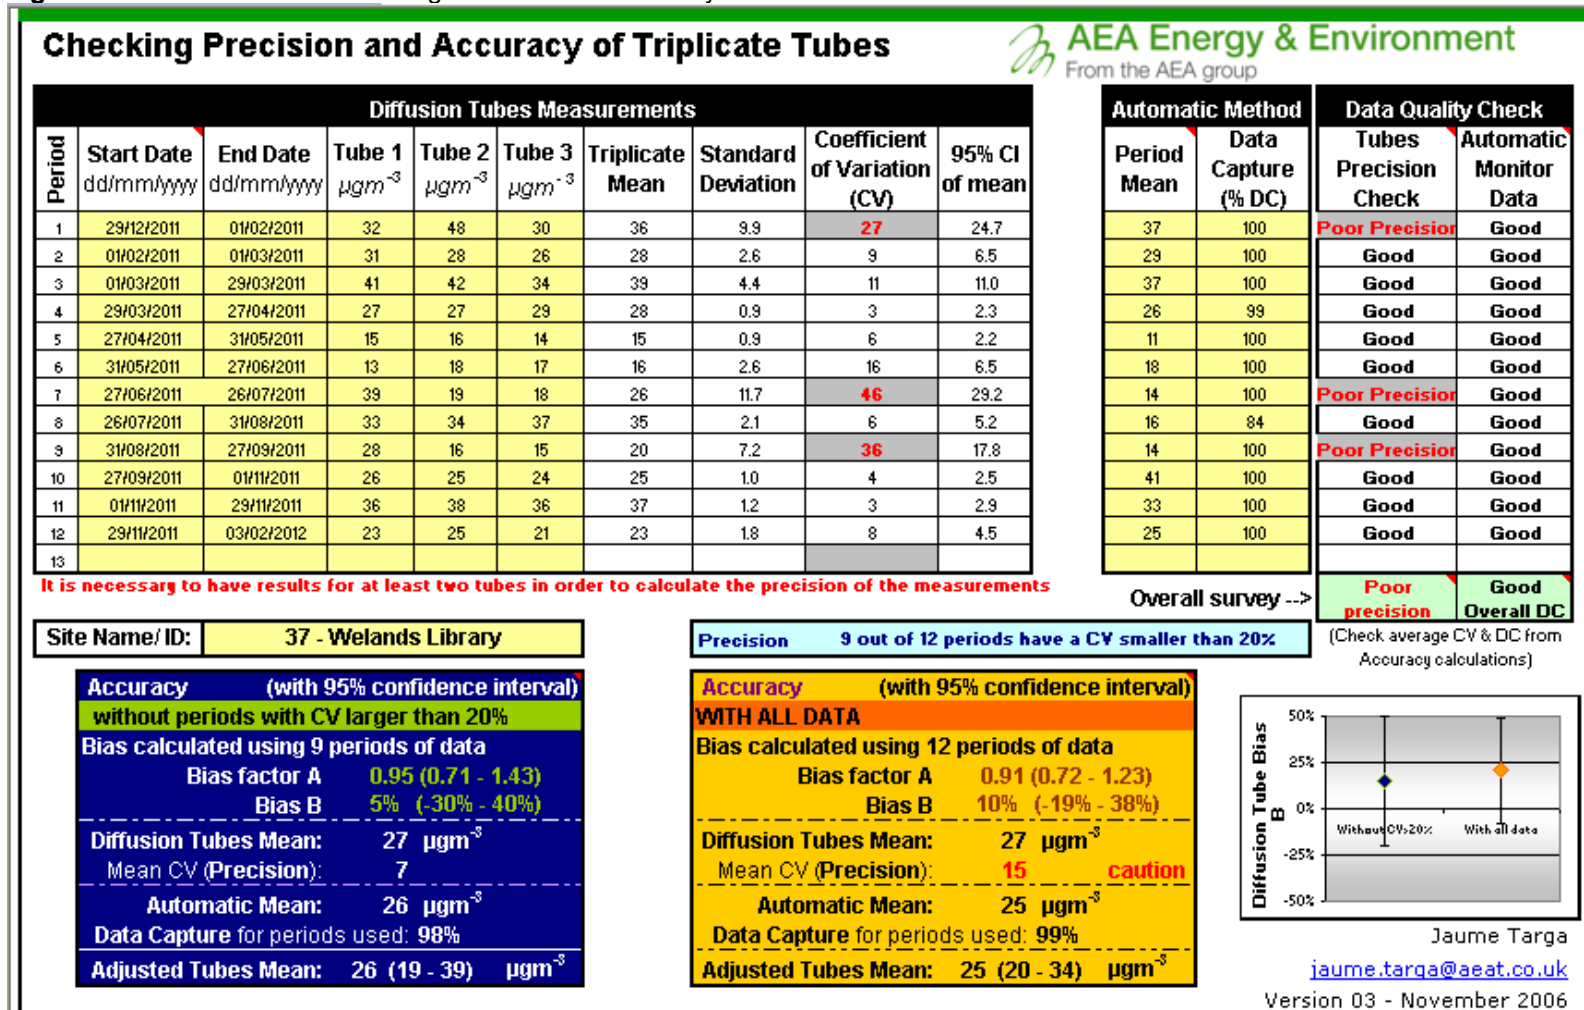 Checking Precision and Accuracy of Triplicate Tubes
AEA Energy & Environment
From the AEA group
Diffusion Tubes Measurements
Automatic Method
Data Quality Check
Period Start Date dd/mm/yyyy End Date dd/mm/yyyy Tube 1 µgm-3 Tube 2 µgm-3 Tube 3 µgm-3 Triplicate Mean Standard Deviation Coefficient of Variation (CV) 95% CI of mean Period Mean Data Capture (% DC) Tubes Precision Check Automatic Monitor Data
1 29/12/2011 01/02/2011 32 48 30 36 9.9 27 24.7 37 100 Poor Precision Good
2 01/02/2011 01/03/2011 31 28 26 28 2.6 9 6.5 29 100 Good Good
3 01/03/2011 29/03/2011 41 42 34 39 4.4 11 11.0 37 100 Good Good
4 29/03/2011 27/04/2011 27 27 29 28 0.9 3 2.3 26 99 Good Good
5 27/04/2011 31/05/2011 15 16 14 15 0.9 6 2.2 11 100 Good Good
6 31/05/2011 27/06/2011 13 18 17 16 2.6 16 6.5 18 100 Good Good
7 27/06/2011 26/07/2011 39 19 18 26 11.7 46 29.2 14 100 Poor Precision Good
8 26/07/2011 31/08/2011 33 34 37 35 2.1 6 5.2 16 84 Good Good
9 31/08/2011 27/09/2011 28 16 15 20 7.2 36 17.8 14 100 Poor Precision Good
10 27/09/2011 01/11/2011 26 25 24 25 1.0 4 2.5 41 100 Good Good
11 01/11/2011 29/11/2011 36 38 36 37 1.2 3 2.9 33 100 Good Good
12 29/11/2011 03/02/2012 23 25 21 23 1.8 8 4.5 25 100 Good Good
13
It is necessary to have results for at least two tubes in order to calculate the precision of the measurements
Overall survey --> Poor precision Good Overall DC
(Check average CV & DC from
Accuracy calculations)
Site Name/ ID: 37 - Welands Library
Precision 9 out of 12 periods have a CV smaller than 20%
Accuracy (with 95% confidence interval)
without periods with CV larger than 20%
Bias calculated using 9 periods of data
Bias factor A 0.95 (0.71 - 1.43)
Bias B 5% (-30% - 40%)
Diffusion Tubes Mean: 27 µgm-3
Mean CV (Precision): 7
Automatic Mean: 26 µgm-3
Data Capture for periods used: 98%
Adjusted Tubes Mean: 26 (19 - 39) µgm-3
Accuracy (with 95% confidence interval)
WITH ALL DATA
Bias calculated using 12 periods of data
Bias factor A 0.91 (0.72 - 1.23)
Bias B 10% (-19% - 38%)
Diffusion Tubes Mean: 27 µgm-3
Mean CV (Precision): 15 caution
Automatic Mean: 25 µgm-3
Data Capture for periods used: 99%
Adjusted Tubes Mean: 25 (20 - 34) µgm-3
Diffusion Tube Bias B
50%
25%
0%
-25%
-50%
Without CV>20% With all data
Jaume Targa
jaume.targa@aeat.co.uk
Version 03 - November 2006